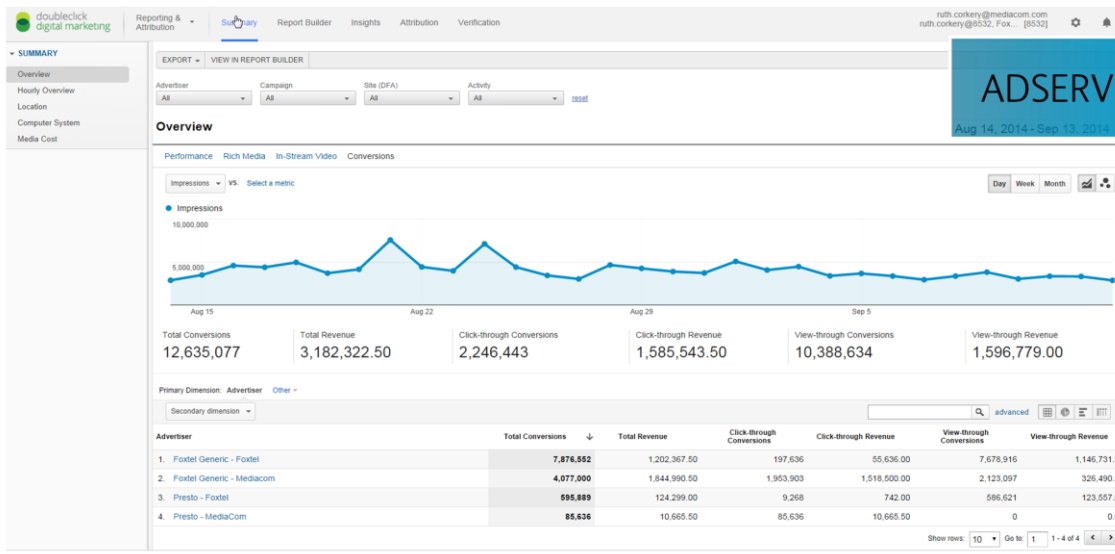 doubleclick
digital marketing
Reporting &
Attribution
Summary
Report Builder
Insights
Attribution
Verification
ruth.corkery@mediacom.com
ruth.corkery@8532, Fox... [8532]
SUMMARY
Overview
Hourly Overview
Location
Computer System
Media Cost
EXPORT
VIEW IN REPORT BUILDER
ADSERV
Aug 14, 2014 - Sep 13, 2014
Advertiser Campaign Site (DFA) Activity
All All All All reset
Overview
Performance Rich Media In-Stream Video Conversions
Impressions VS. Select a metric
Day Week Month
Impressions
10,000,000
5,000,000
Aug 15 Aug 22 Aug 29 Sep 5
Total Conversions Total Revenue Click-through Conversions Click-through Revenue View-through Conversions View-through Revenue
12,635,077 3,182,322.50 2,246,443 1,585,543.50 10,388,634 1,596,779.00
Primary Dimension: Advertiser Other
Secondary dimension
advanced
Advertiser Total Conversions Total Revenue Click-through Conversions Click-through Revenue View-through Conversions View-through Revenue
1. Foxtel Generic - Foxtel 7,876,552 1,202,367.50 197,636 55,636.00 7,678,916 1,146,731.
2. Foxtel Generic - Mediacom 4,077,000 1,844,990.50 1,953,903 1,518,500.00 2,123,097 326,490.
3. Presto - Foxtel 595,889 124,299.00 9,268 742.00 586,621 123,557.
4. Presto - MediaCom 85,636 10,665.50 85,636 10,665.50 0 0.
Show rows: 10 Go to: 1 1 - 4 of 4